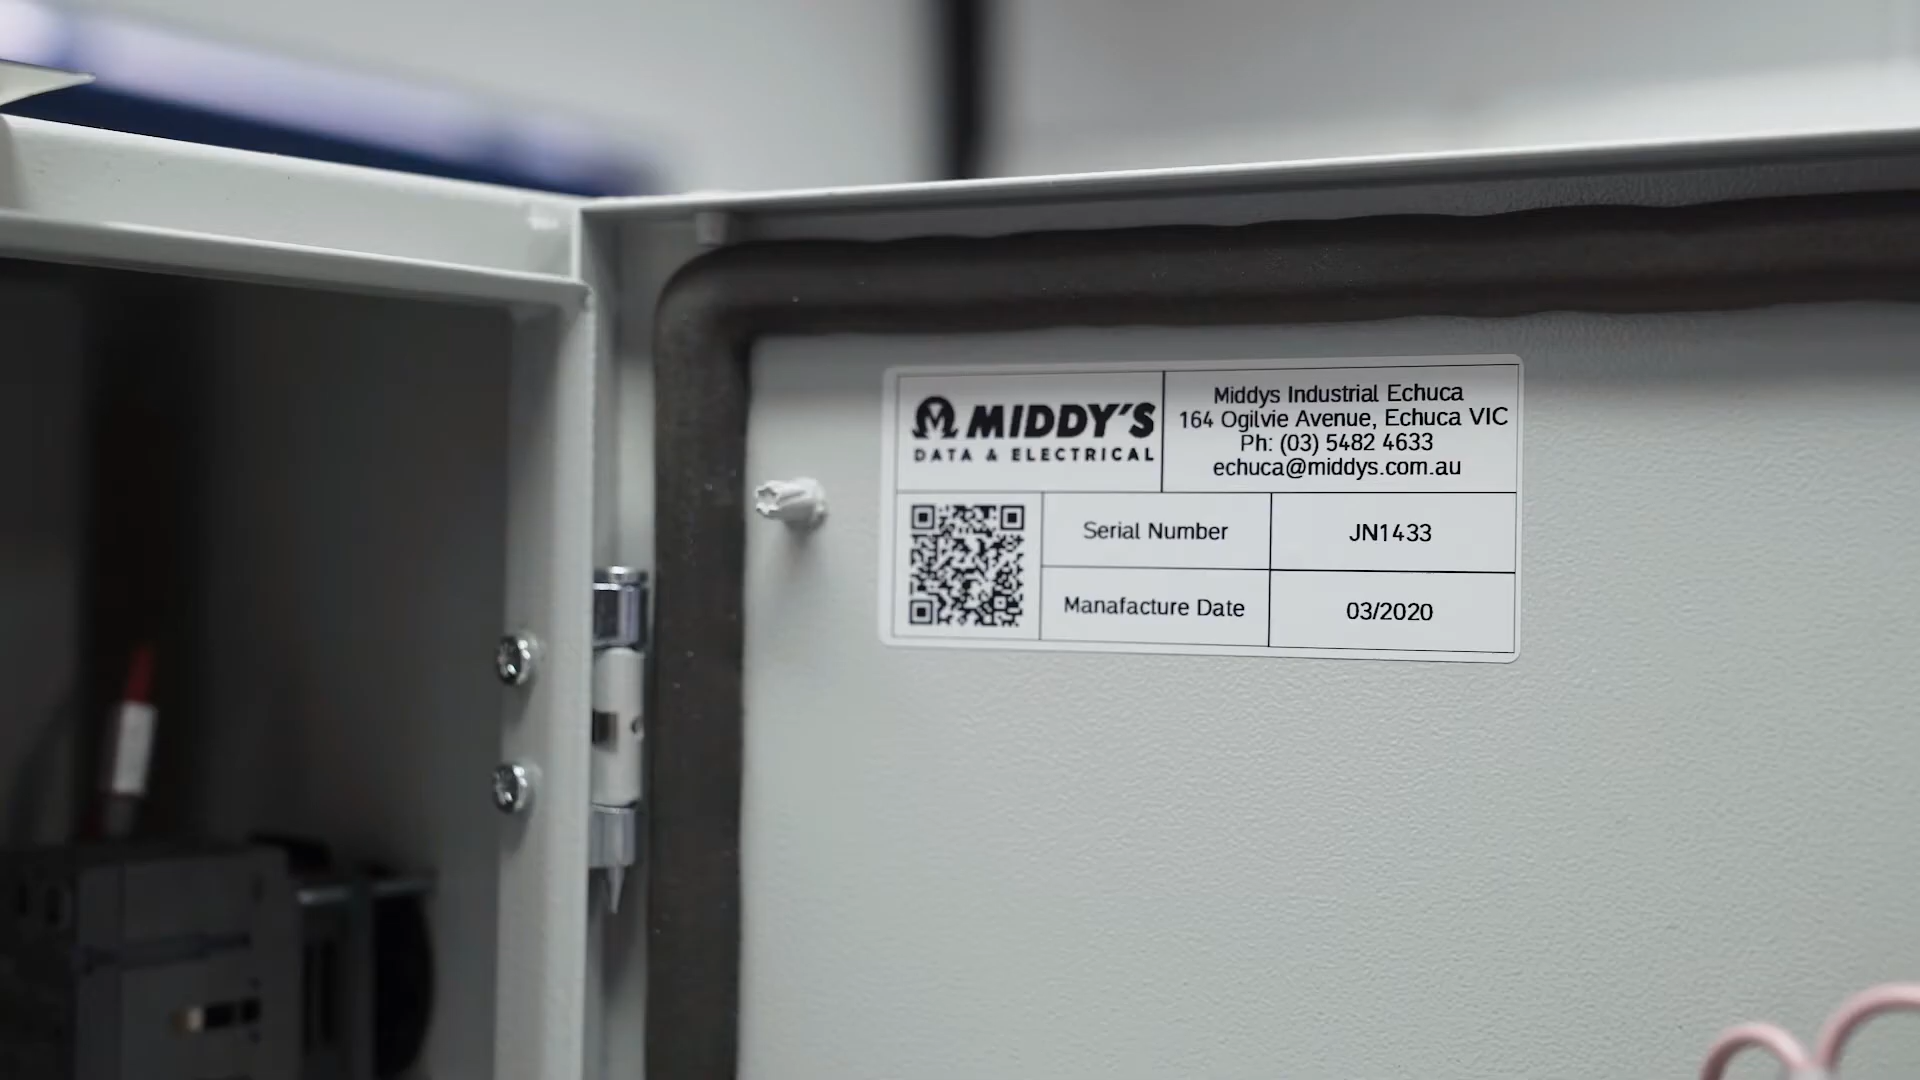 MIDDY'S
DATA & ELECTRICAL
Middys Industrial Echuca
164 Ogilvie Avenue, Echuca VIC
Ph: (03) 5482 4633
echuca@middys.com.au
Serial Number
JN1433
Manafacture Date
03/2020